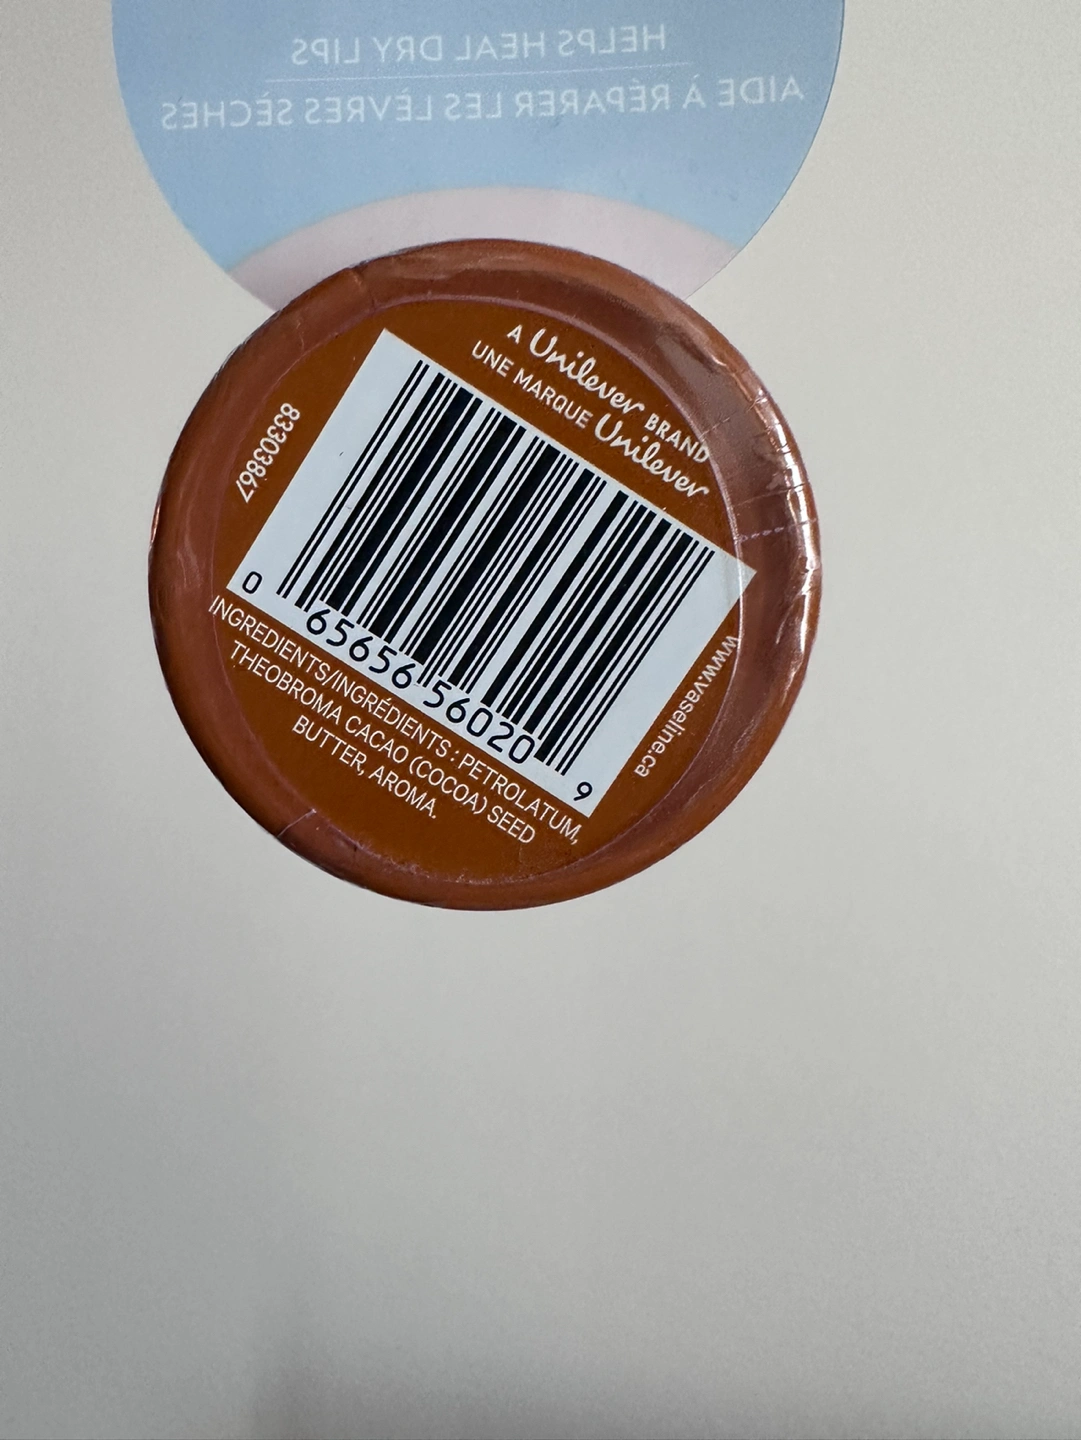 HELPS HEAL DRY LIPS
AIDE À RÉPARER LES LÈVRES SÈCHES
A Unilever BRAND
UNE MARQUE Unilever
83303867
0 65656 56020 9
www.vaseline.ca
INGREDIENTS/INGRÉDIENTS : PETROLATUM,
THEOBROMA CACAO (COCOA) SEED
BUTTER, AROMA.